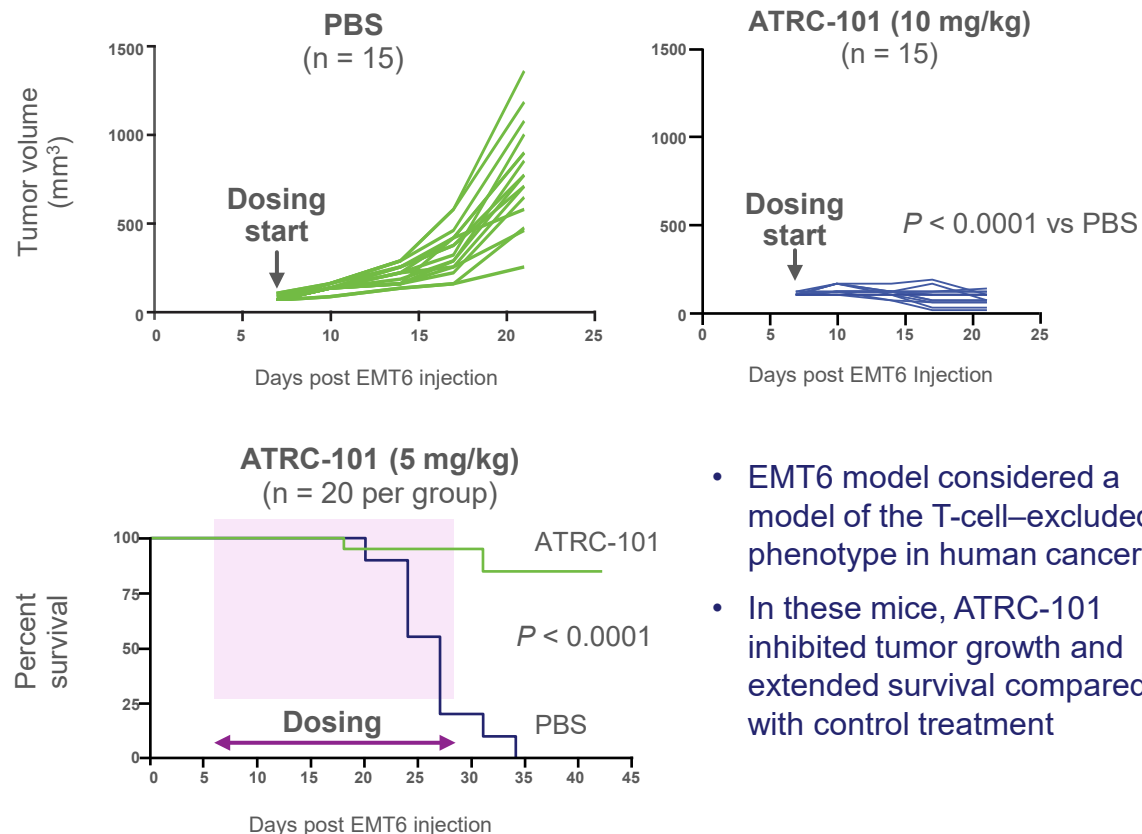 PBS
(n = 15)
Tumor volume
(mm³)
1500
1000
500
0
Dosing
start
0
5
10
15
20
25
Days post EMT6 injection
ATRC-101 (10 mg/kg)
(n = 15)
1500
1000
500
0
Dosing
start
P < 0.0001 vs PBS
0
5
10
15
20
25
Days post EMT6 Injection
ATRC-101 (5 mg/kg)
(n = 20 per group)
Percent
survival
100
75
50
25
0
ATRC-101
P < 0.0001
Dosing
PBS
0
5
10
15
20
25
30
35
40
45
Days post EMT6 injection
• EMT6 model considered a
model of the T-cell–excluded
phenotype in human cancer
• In these mice, ATRC-101
inhibited tumor growth and
extended survival compared
with control treatment